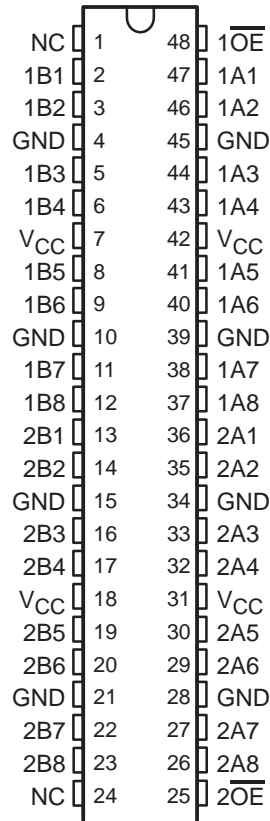 NC 1 48 1O̅E̅
1B1 2 47 1A1
1B2 3 46 1A2
GND 4 45 GND
1B3 5 44 1A3
1B4 6 43 1A4
VCC 7 42 VCC
1B5 8 41 1A5
1B6 9 40 1A6
GND 10 39 GND
1B7 11 38 1A7
1B8 12 37 1A8
2B1 13 36 2A1
2B2 14 35 2A2
GND 15 34 GND
2B3 16 33 2A3
2B4 17 32 2A4
VCC 18 31 VCC
2B5 19 30 2A5
2B6 20 29 2A6
GND 21 28 GND
2B7 22 27 2A7
2B8 23 26 2A8
NC 24 25 2O̅E̅